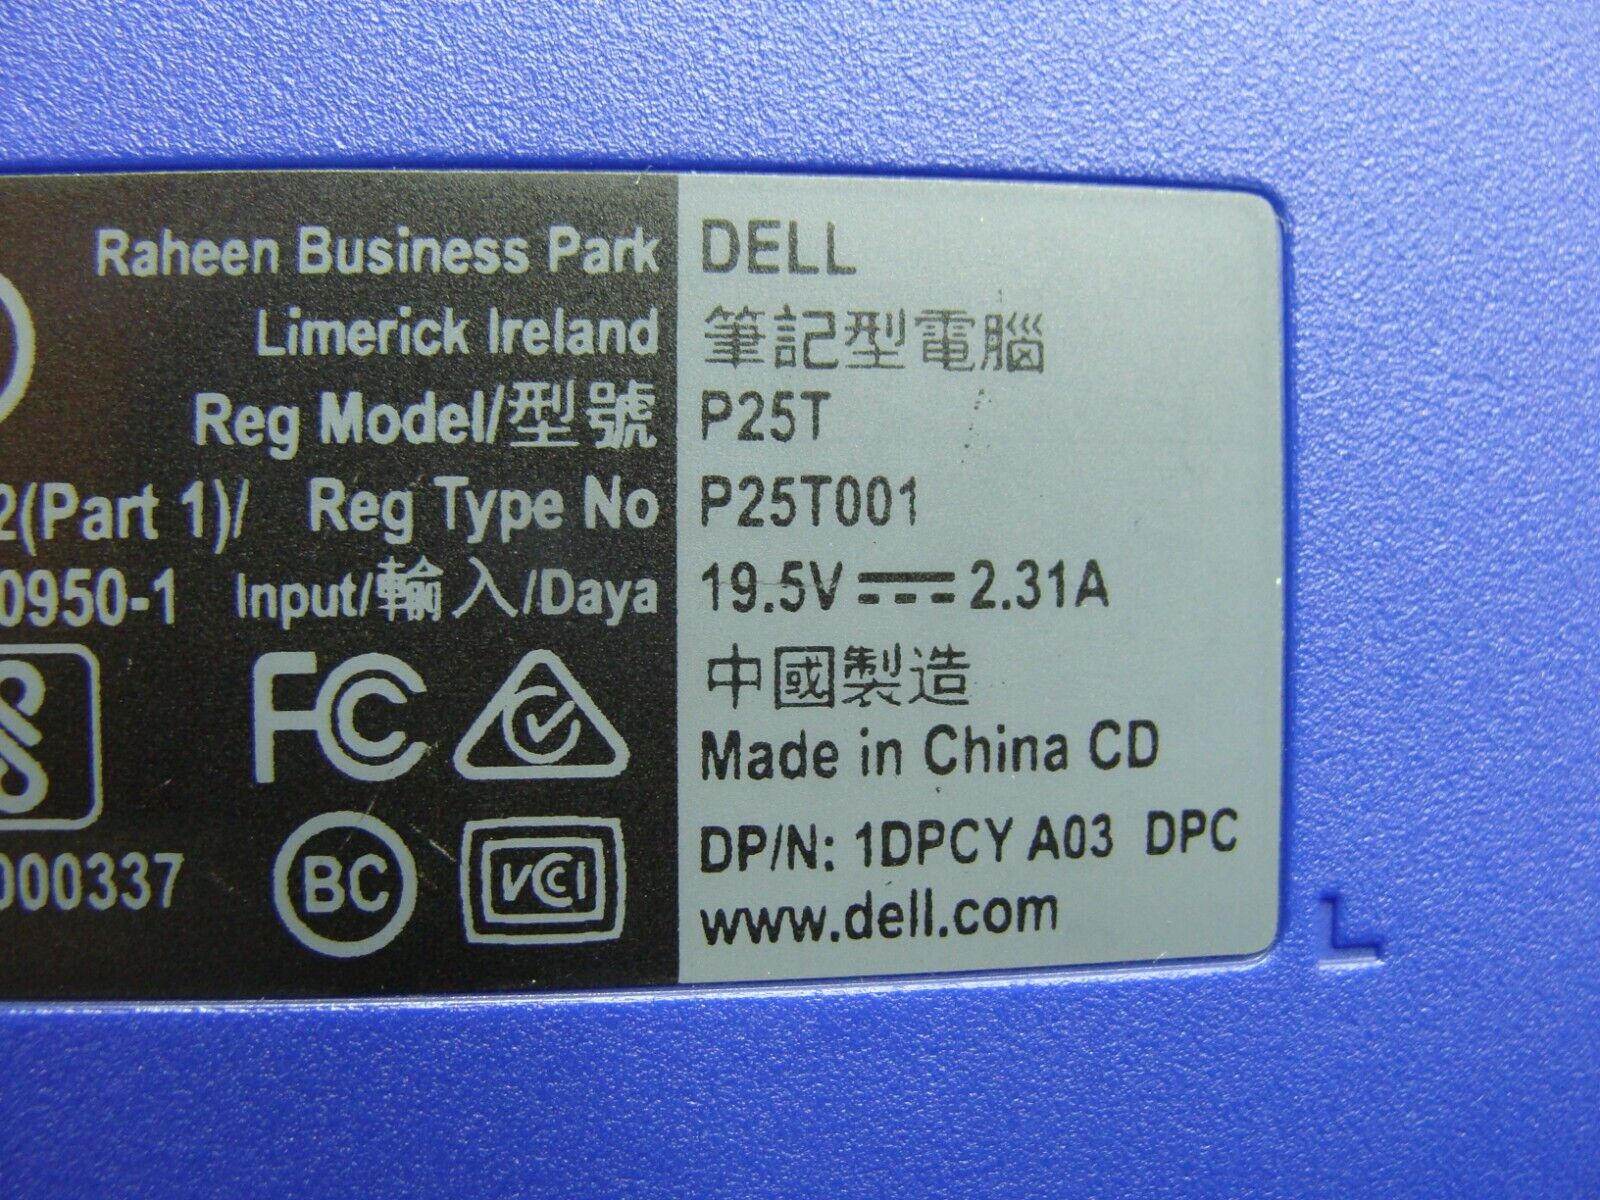 Raheen Business Park DELL
Limerick Ireland 筆記型電腦
Reg Model/型號 P25T
2(Part 1)/ Reg Type No P25T001
0950-1 Input/輸入/Daya 19.5V 2.31A
中國製造
FC
Made in China CD
000337 BC VCCI DP/N: 1DPCY A03 DPC
www.dell.com
L